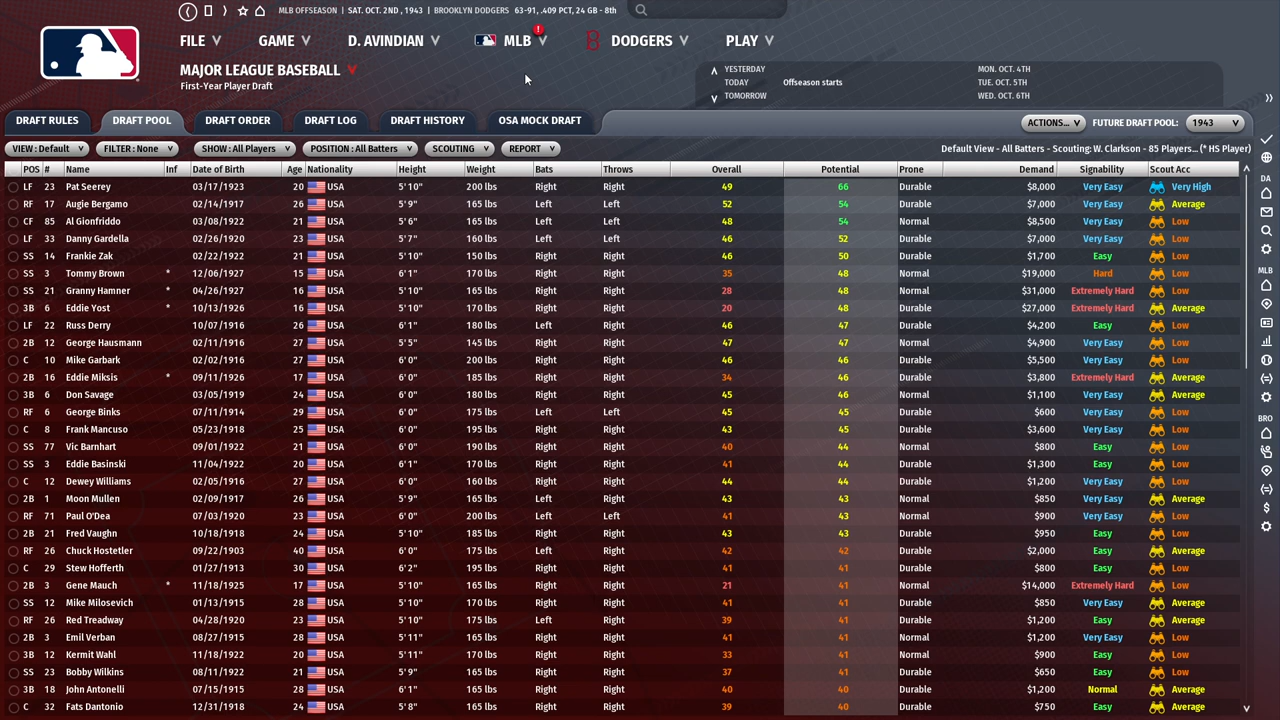 MLB OFFSEASON | SAT. OCT. 2ND , 1943 | BROOKLYN DODGERS 63-91, .409 PCT, 24 GB - 8th
FILE GAME D. AVINDIAN MLB ! DODGERS PLAY
MAJOR LEAGUE BASEBALL
First-Year Player Draft
YESTERDAY MON. OCT. 4TH
TODAY Offseason starts TUE. OCT. 5TH
TOMORROW WED. OCT. 6TH
DRAFT RULES DRAFT POOL DRAFT ORDER DRAFT LOG DRAFT HISTORY OSA MOCK DRAFT ACTIONS... FUTURE DRAFT POOL: 1943
VIEW : Default FILTER : None SHOW : All Players POSITION : All Batters SCOUTING REPORT Default View - All Batters - Scouting: W. Clarkson - 85 Players... (* HS Player)
POS # Name Inf Date of Birth Age Nationality Height Weight Bats Throws Overall Potential Prone Demand Signability Scout Acc
LF 23 Pat Seerey 03/17/1923 20 USA 5' 10" 200 lbs Right Right 49 66 Durable $8,000 Very Easy Very High
RF 17 Augie Bergamo 02/14/1917 26 USA 5' 9" 165 lbs Left Left 52 54 Durable $7,000 Very Easy Average
CF 85 Al Gionfriddo 03/08/1922 21 USA 5' 6" 165 lbs Left Left 48 54 Normal $8,500 Very Easy Low
LF 33 Danny Gardella 02/26/1920 23 USA 5' 7" 160 lbs Left Left 46 52 Durable $7,000 Very Easy Low
SS 14 Frankie Zak 02/22/1922 21 USA 5' 10" 150 lbs Right Right 46 50 Durable $1,700 Easy Low
SS 3 Tommy Brown * 12/06/1927 15 USA 6' 1" 170 lbs Right Right 35 48 Normal $19,000 Hard Low
SS 21 Granny Hamner * 04/26/1927 16 USA 5' 10" 165 lbs Right Right 28 48 Normal $31,000 Extremely Hard Low
3B 6 Eddie Yost * 10/13/1926 16 USA 5' 10" 165 lbs Right Right 20 48 Durable $27,000 Extremely Hard Average
LF 22 Russ Derry 10/07/1916 26 USA 6' 1" 180 lbs Left Right 46 47 Durable $4,200 Easy Low
2B 12 George Hausmann 02/11/1916 27 USA 5' 5" 145 lbs Right Right 47 47 Normal $4,900 Very Easy Low
C 10 Mike Garbark 02/02/1916 27 USA 6' 0" 200 lbs Right Right 46 46 Durable $5,500 Very Easy Low
2B 16 Eddie Miksis * 09/11/1926 17 USA 6' 0" 185 lbs Right Right 34 46 Durable $3,800 Extremely Hard Average
3B 6 Don Savage 03/05/1919 24 USA 6' 0" 180 lbs Right Right 45 46 Normal $1,100 Very Easy Average
RF 6 George Binks 07/11/1914 29 USA 6' 0" 175 lbs Left Left 45 45 Durable $600 Very Easy Low
C 8 Frank Mancuso 05/23/1918 25 USA 6' 0" 195 lbs Right Right 43 45 Durable $3,600 Very Easy Low
SS 77 Vic Barnhart 09/01/1922 21 USA 6' 0" 190 lbs Right Right 40 44 Normal $800 Easy Low
SS 3 Eddie Basinski 11/04/1922 20 USA 6' 1" 170 lbs Right Right 41 44 Durable $1,300 Easy Low
C 12 Dewey Williams 02/05/1916 27 USA 6' 0" 160 lbs Right Right 44 44 Durable $1,200 Very Easy Low
2B 1 Moon Mullen 02/09/1917 26 USA 5' 9" 165 lbs Left Right 43 43 Durable $850 Very Easy Average
RF 71 Paul O'Dea 07/03/1920 23 USA 6' 0" 200 lbs Left Left 41 43 Normal $900 Very Easy Low
2B 21 Fred Vaughn 10/18/1918 24 USA 5' 10" 185 lbs Right Right 43 43 Durable $950 Easy Low
RF 26 Chuck Hostetler 09/22/1903 40 USA 6' 0" 175 lbs Left Right 42 42 Durable $2,000 Easy Average
C 29 Stew Hofferth 01/27/1913 30 USA 6' 2" 195 lbs Right Right 41 41 Durable $800 Easy Low
2B 3 Gene Mauch * 11/18/1925 17 USA 5' 10" 165 lbs Right Right 21 41 Normal $14,000 Extremely Hard Low
SS 12 Mike Milosevich 01/13/1915 28 USA 5' 10" 170 lbs Right Right 41 41 Durable $850 Very Easy Average
RF 26 Red Treadway 04/28/1920 23 USA 5' 10" 175 lbs Left Right 39 41 Durable $1,200 Easy Average
2B 3 Emil Verban 08/27/1915 28 USA 5' 11" 165 lbs Right Right 41 41 Normal $1,200 Very Easy Low
3B 12 Kermit Wahl 11/18/1922 20 USA 5' 11" 170 lbs Right Right 33 41 Normal $900 Easy Low
SS 23 Bobby Wilkins 08/11/1922 21 USA 5' 9" 165 lbs Right Right 37 41 Durable $650 Easy Low
3B 18 John Antonelli 07/15/1915 28 USA 6' 1" 165 lbs Right Right 40 40 Durable $1,200 Normal Average
C 32 Fats Dantonio 12/31/1918 24 USA 5' 8" 165 lbs Right Right 39 40 Durable $750 Easy Low
DA
MLB
BRO